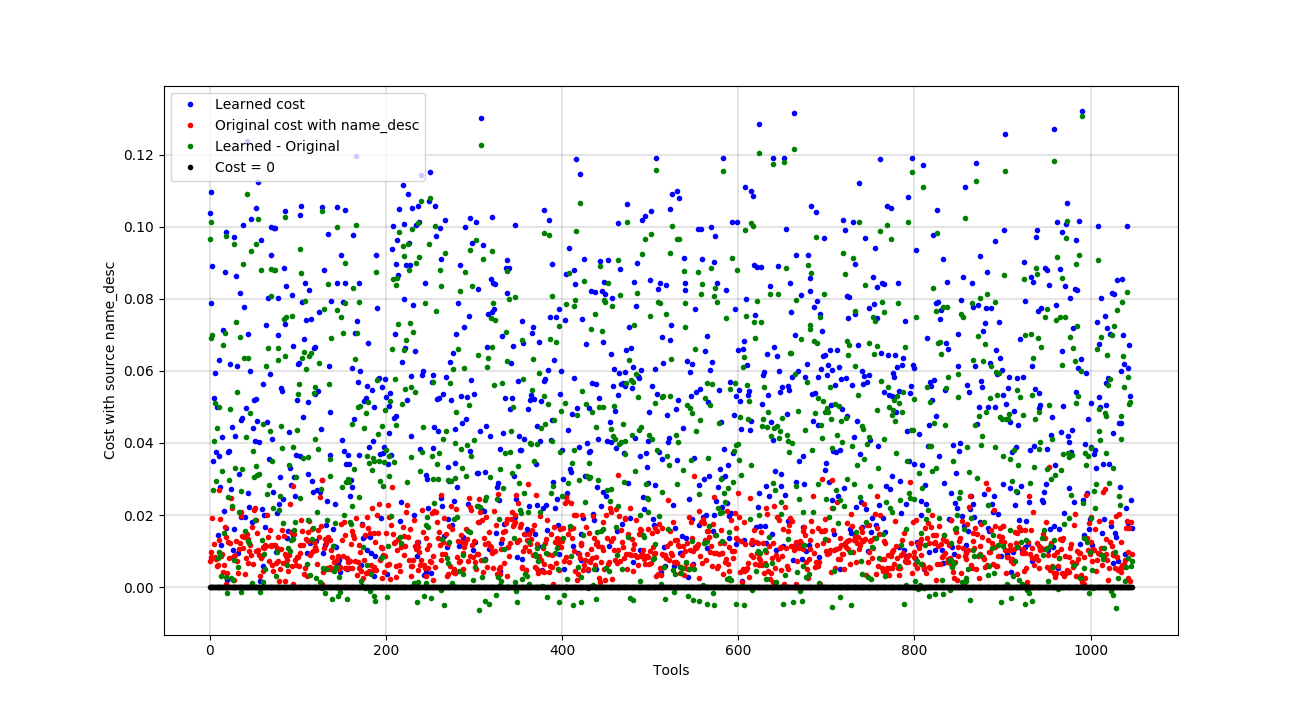 Learned cost
Original cost with name_desc
Learned - Original
Cost = 0
0.12
0.10
0.08
0.06
0.04
0.02
0.00
Cost with source name_desc
0 200 400 600 800 1000
Tools